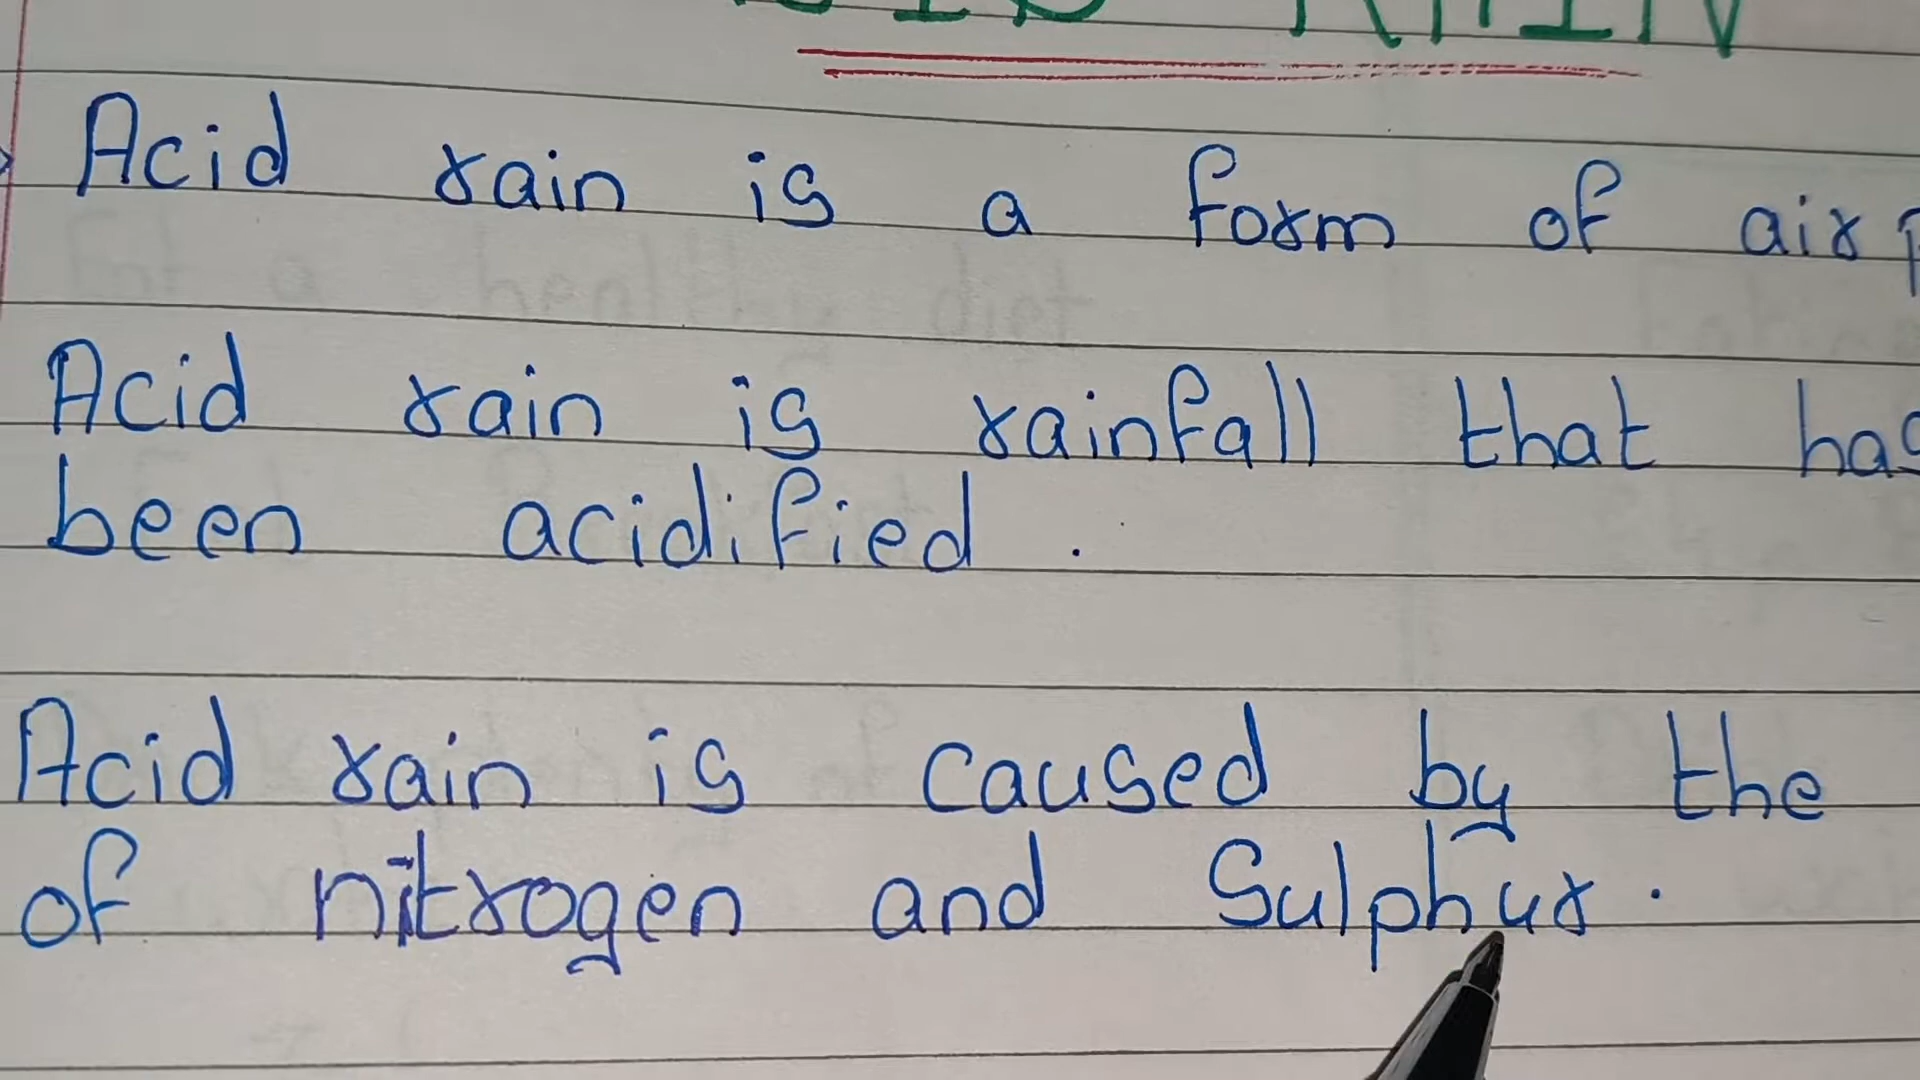 RAIN
Acid rain is a form of air
Acid rain is rainfall that has
been acidified .
Acid rain is caused by the
of nitrogen and Sulphur .